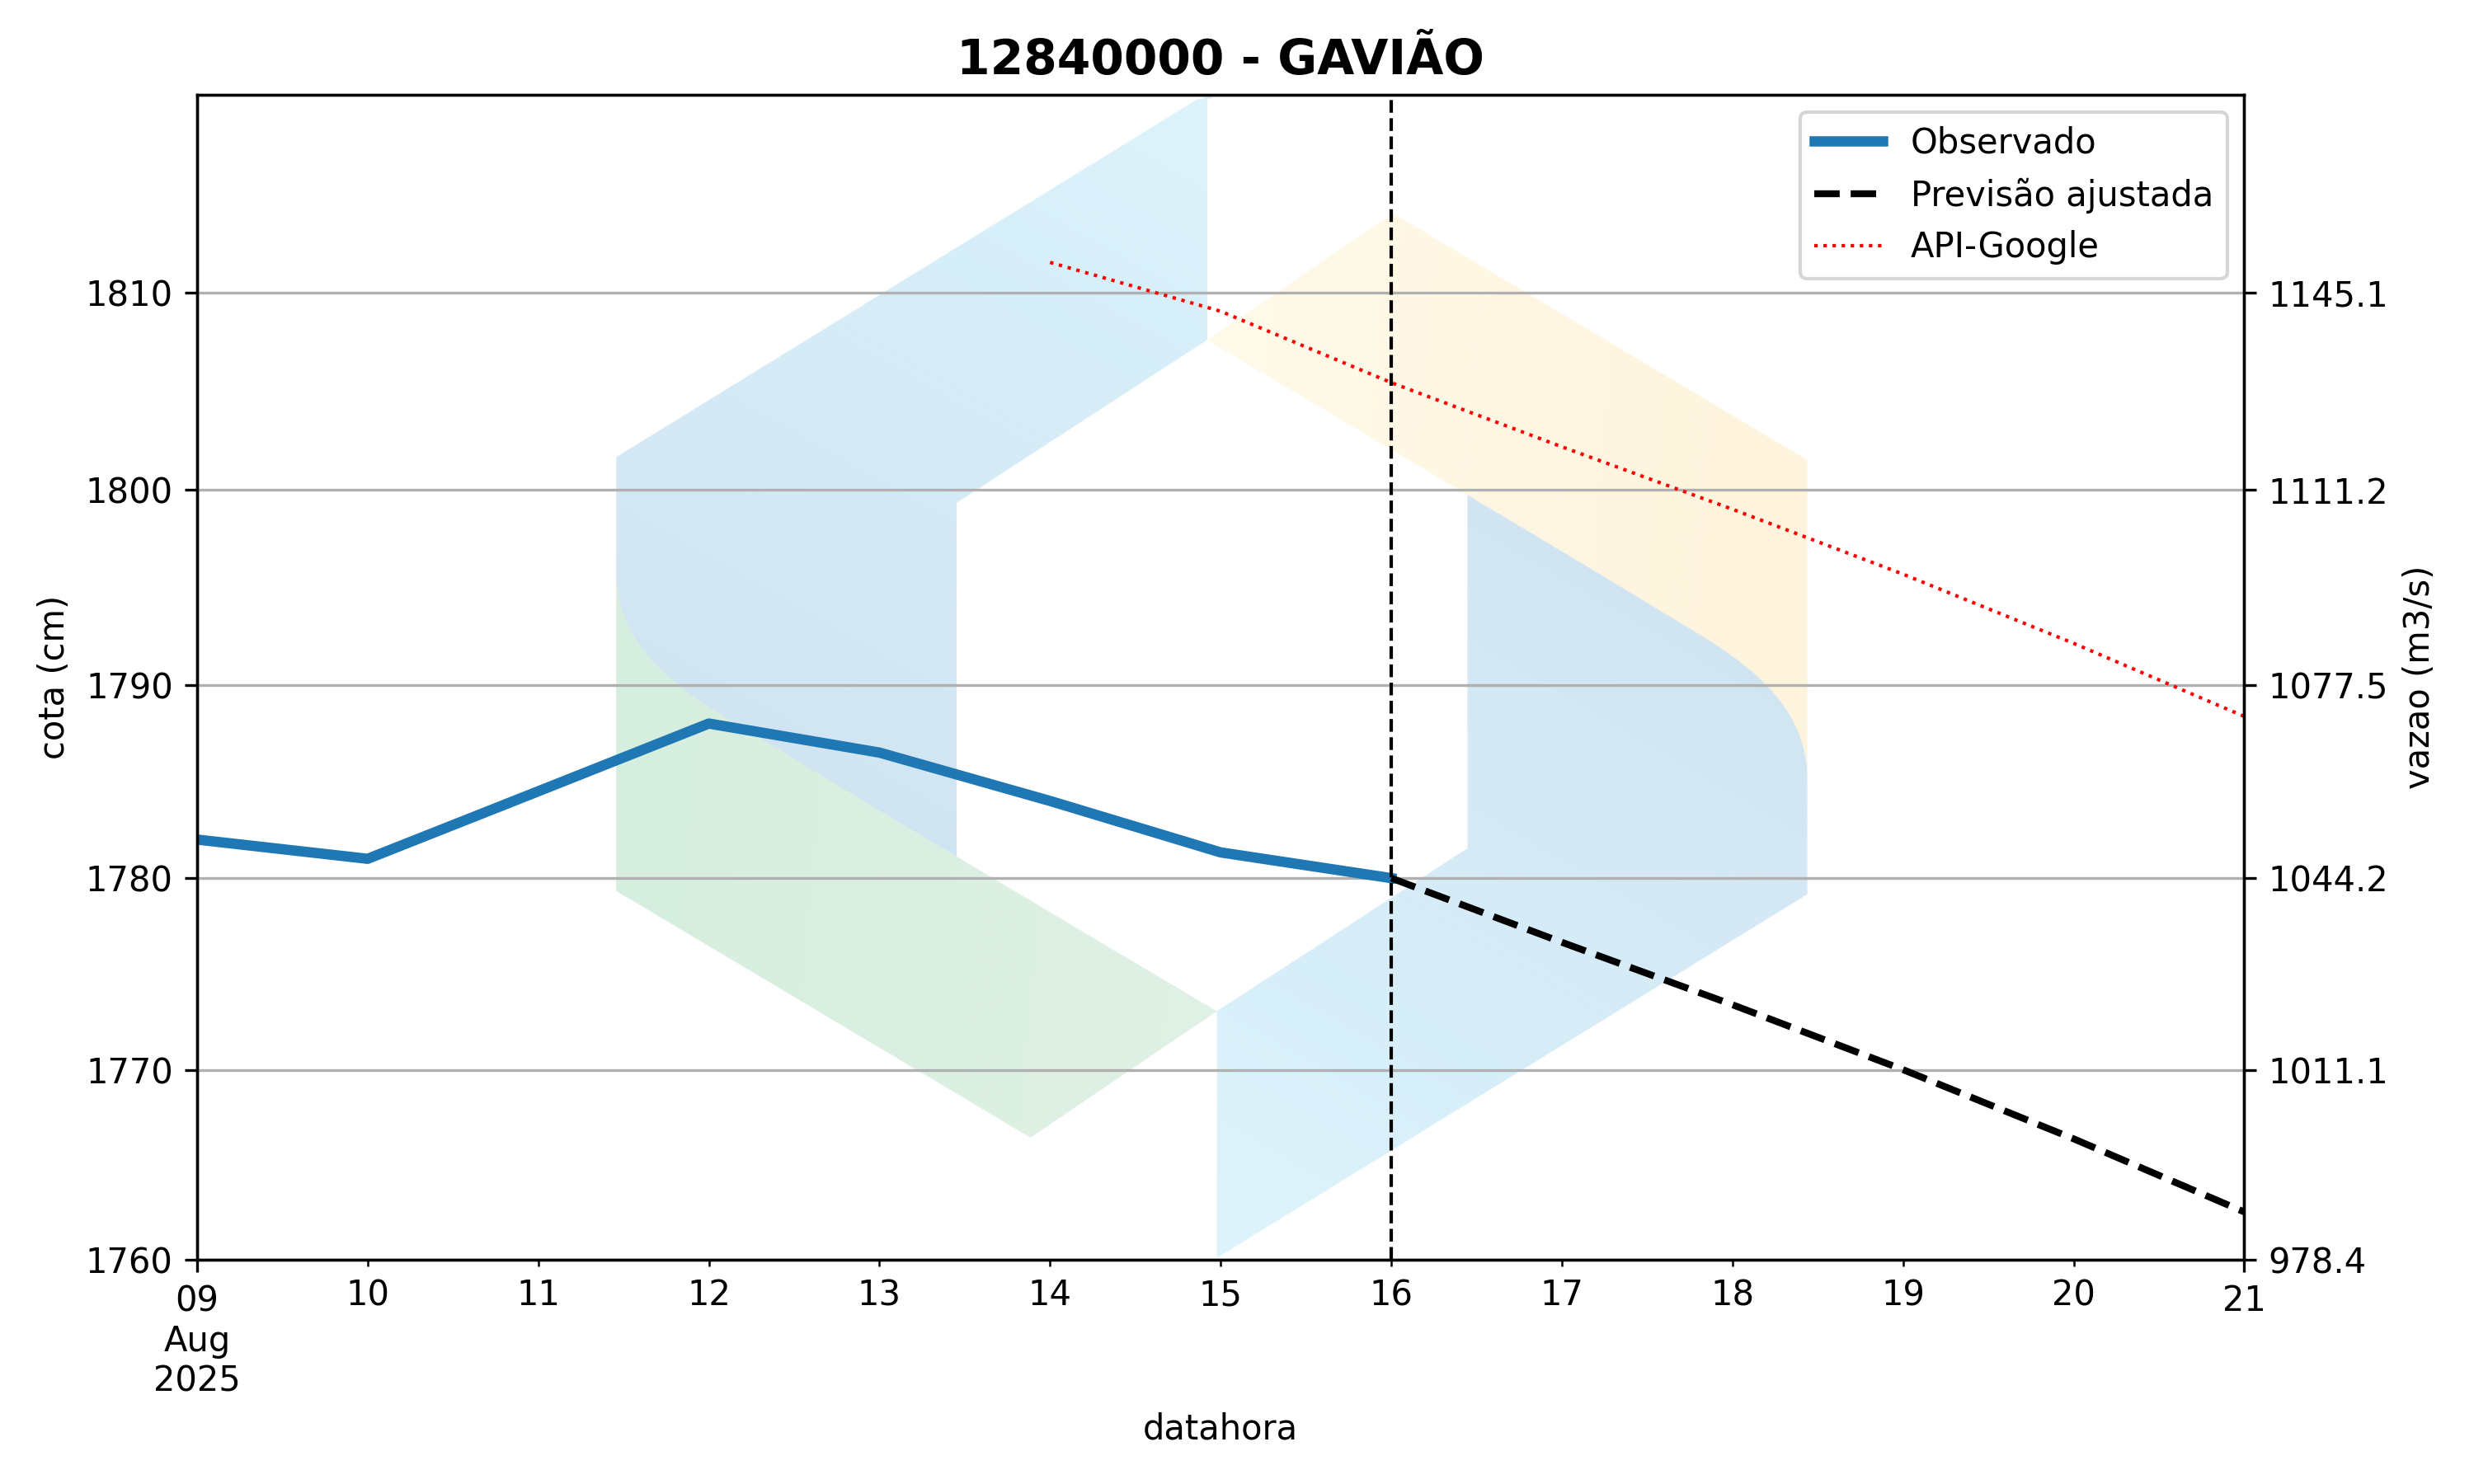 12840000 - GAVIÃO
Observado
Previsão ajustada
API-Google
1810
1800
1790
1780
1770
1760
cota (cm)
1145.1
1111.2
1077.5
1044.2
1011.1
978.4
vazao (m3/s)
09 10 11 12 13 14 15 16 17 18 19 20 21
Aug
2025
datahora